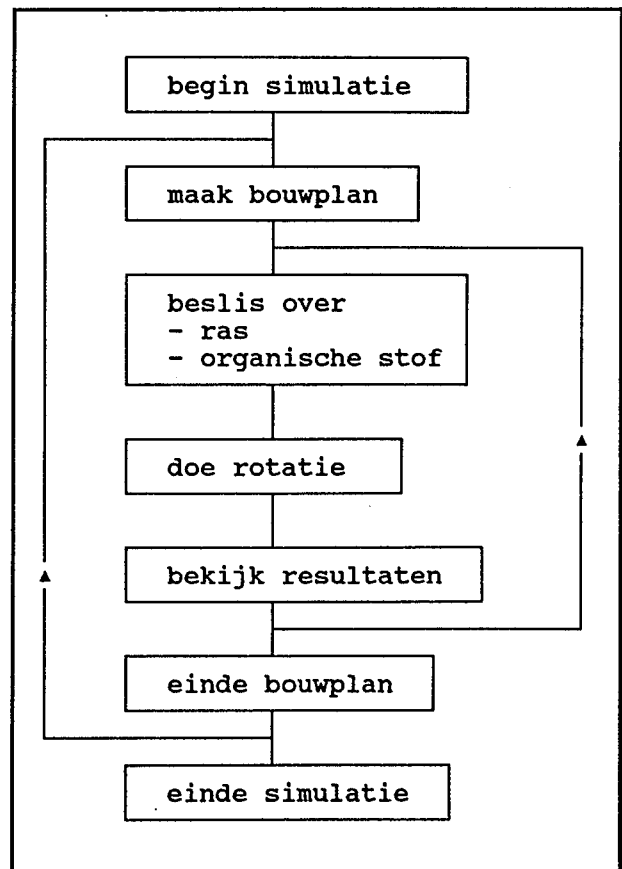 begin simulatie
maak bouwplan
beslis over
- ras
- organische stof
doe rotatie
bekijk resultaten
einde bouwplan
einde simulatie